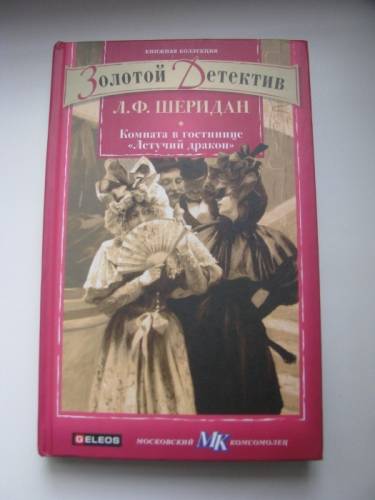 КНИЖНАЯ КОЛЛЕКЦИЯ
Золотой Детектив
Л.Ф. ШЕРИДАН
Комната в гостинице
«Летучий дракон»
GELEOS
МОСКОВСКИЙ МК КОМСОМОЛЕЦ